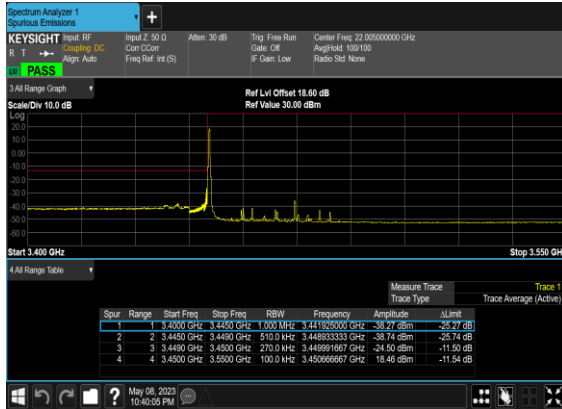 Spectrum Analyzer 1
Spurious Emissions
+
KEYSIGHT Input: RF Input Z: 50 Ω Atten: 30 dB Trig: Free Run Center Freq: 22.005000000 GHz
R T Coupling: DC Corr CCorr Gate: Off Avg|Hold: 100/100
Align: Auto Freq Ref: Int (S) IF Gain: Low Radio Std: None
LXI PASS
3 All Range Graph
Ref Lvl Offset 18.60 dB
Scale/Div 10.0 dB Ref Value 30.00 dBm
Log
20.0
10.0
0.00
-10.0
-20.0
-30.0
-40.0
-50.0
-60.0
Start 3.400 GHz Stop 3.550 GH
4 All Range Table
Measure Trace Trace 1
Trace Type Trace Average (Active)
Spur Range Start Freq Stop Freq RBW Frequency Amplitude ΔLimit
1 1 3.4000 GHz 3.4450 GHz 1.000 MHz 3.441925000 GHz -38.27 dBm -25.27 dB
2 2 3.4450 GHz 3.4490 GHz 510.0 kHz 3.448933333 GHz -38.74 dBm -25.74 dB
3 3 3.4490 GHz 3.4500 GHz 270.0 kHz 3.449991667 GHz -24.50 dBm -11.50 dB
4 4 3.4500 GHz 3.5500 GHz 100.0 kHz 3.450666667 GHz 18.46 dBm -11.54 dB
? May 08, 2023
10:40:05 PM